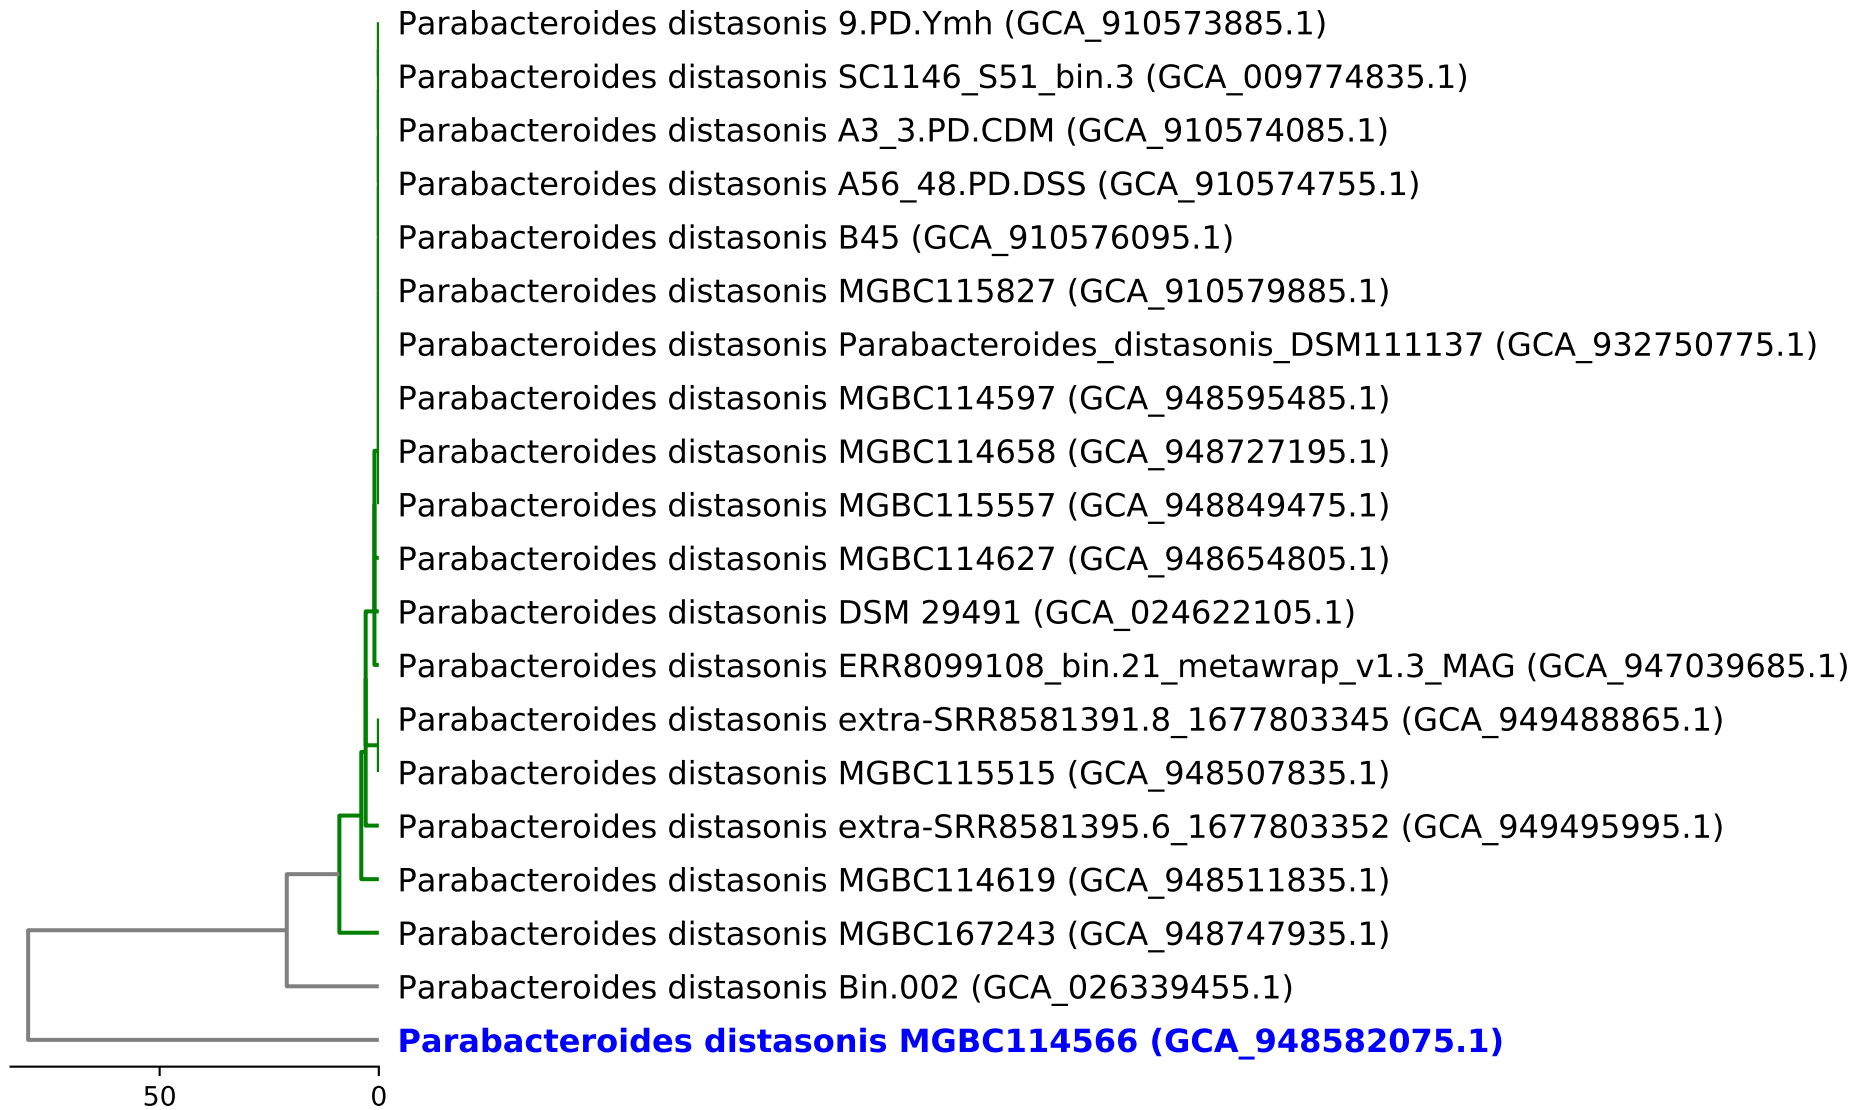 Parabacteroides distasonis 9.PD.Ymh (GCA_910573885.1)
Parabacteroides distasonis SC1146_S51_bin.3 (GCA_009774835.1)
Parabacteroides distasonis A3_3.PD.CDM (GCA_910574085.1)
Parabacteroides distasonis A56_48.PD.DSS (GCA_910574755.1)
Parabacteroides distasonis B45 (GCA_910576095.1)
Parabacteroides distasonis MGBC115827 (GCA_910579885.1)
Parabacteroides distasonis Parabacteroides_distasonis_DSM111137 (GCA_932750775.1)
Parabacteroides distasonis MGBC114597 (GCA_948595485.1)
Parabacteroides distasonis MGBC114658 (GCA_948727195.1)
Parabacteroides distasonis MGBC115557 (GCA_948849475.1)
Parabacteroides distasonis MGBC114627 (GCA_948654805.1)
Parabacteroides distasonis DSM 29491 (GCA_024622105.1)
Parabacteroides distasonis ERR8099108_bin.21_metawrap_v1.3_MAG (GCA_947039685.1)
Parabacteroides distasonis extra-SRR8581391.8_1677803345 (GCA_949488865.1)
Parabacteroides distasonis MGBC115515 (GCA_948507835.1)
Parabacteroides distasonis extra-SRR8581395.6_1677803352 (GCA_949495995.1)
Parabacteroides distasonis MGBC114619 (GCA_948511835.1)
Parabacteroides distasonis MGBC167243 (GCA_948747935.1)
Parabacteroides distasonis Bin.002 (GCA_026339455.1)
Parabacteroides distasonis MGBC114566 (GCA_948582075.1)
50 0